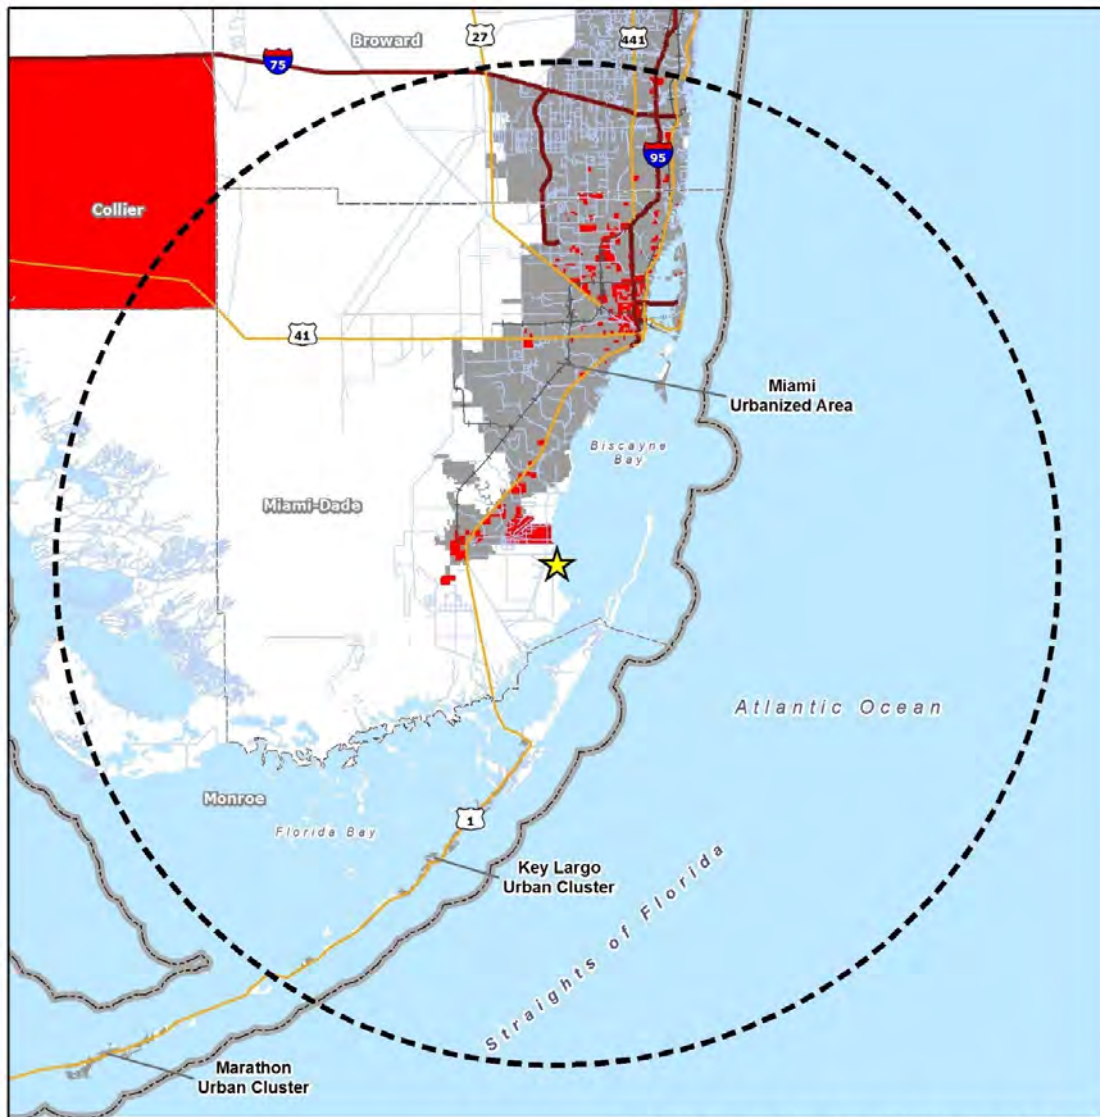 Broward
27
441
75
95
Collier
41
Miami
Urbanized Area
Biscayne
Bay
Miami-Dade
Atlantic Ocean
Monroe
1
Florida Bay
Key Largo
Urban Cluster
Straights of Florida
Marathon
Urban Cluster